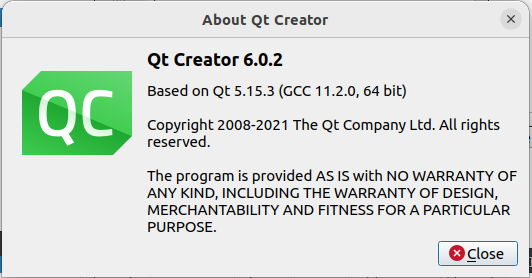 About Qt Creator
Qt Creator 6.0.2
QC
Based on Qt 5.15.3 (GCC 11.2.0, 64 bit)
Copyright 2008-2021 The Qt Company Ltd. All rights
reserved.
The program is provided AS IS with NO WARRANTY OF
ANY KIND, INCLUDING THE WARRANTY OF DESIGN,
MERCHANTABILITY AND FITNESS FOR A PARTICULAR
PURPOSE.
Close